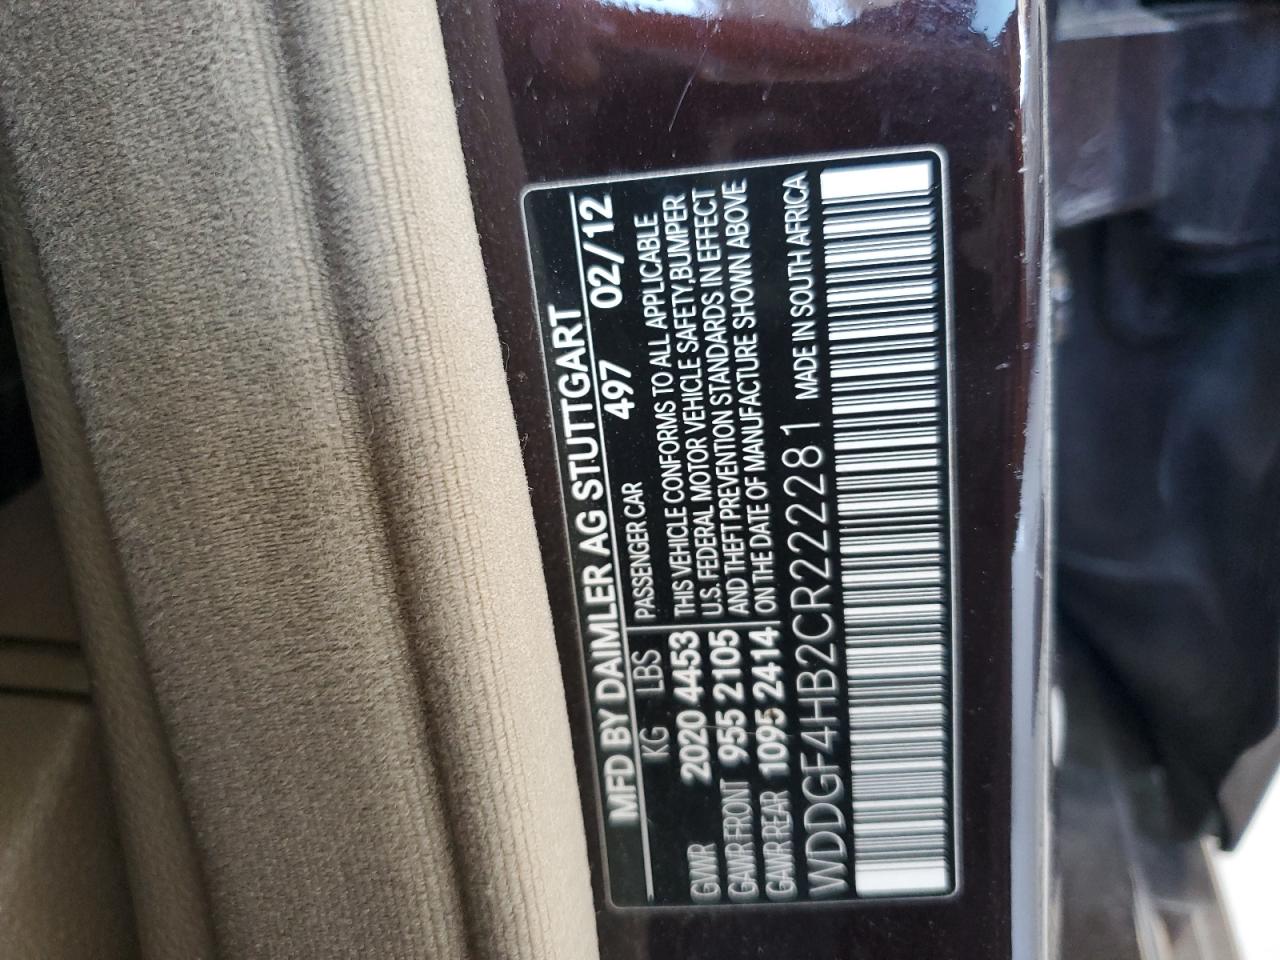 MFD BY DAIMLER AG STUTTGART
KG LBS PASSENGER CAR 497 02/12
GVWR 2020 4453 THIS VEHICLE CONFORMS TO ALL APPLICABLE
GAWR FRONT 955 2105 U.S. FEDERAL MOTOR VEHICLE SAFETY,BUMPER
GAWR REAR 1095 2414 AND THEFT PREVENTION STANDARDS IN EFFECT
ON THE DATE OF MANUFACTURE SHOWN ABOVE
WDDGF4HB2CR222281 MADE IN SOUTH AFRICA